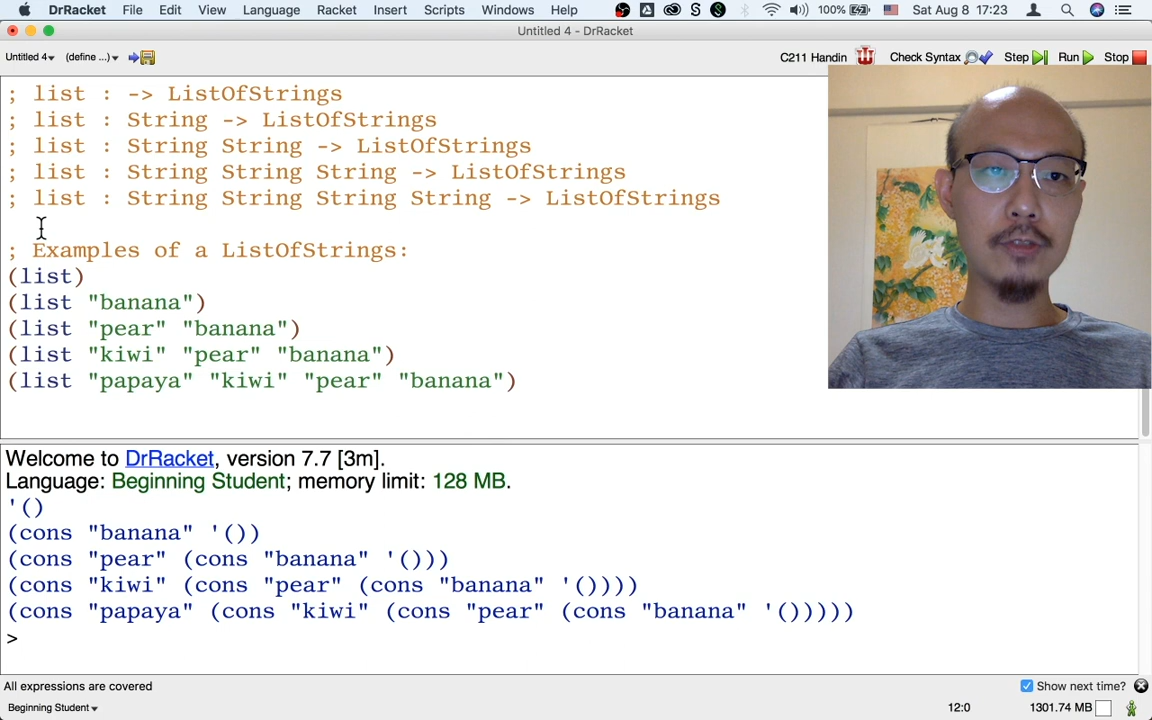 DrRacket File Edit View Language Racket Insert Scripts Windows Help 100% Sat Aug 8 17:23
Untitled 4 - DrRacket
Untitled 4 (define ...) C211 Handin Check Syntax Step Run Stop
; list : -> ListOfStrings
; list : String -> ListOfStrings
; list : String String -> ListOfStrings
; list : String String String -> ListOfStrings
; list : String String String String -> ListOfStrings
; Examples of a ListOfStrings:
(list)
(list "banana")
(list "pear" "banana")
(list "kiwi" "pear" "banana")
(list "papaya" "kiwi" "pear" "banana")
Welcome to DrRacket, version 7.7 [3m].
Language: Beginning Student; memory limit: 128 MB.
'()
(cons "banana" '())
(cons "pear" (cons "banana" '()))
(cons "kiwi" (cons "pear" (cons "banana" '())))
(cons "papaya" (cons "kiwi" (cons "pear" (cons "banana" '()))))
>
All expressions are covered Show next time?
Beginning Student 12:0 1301.74 MB